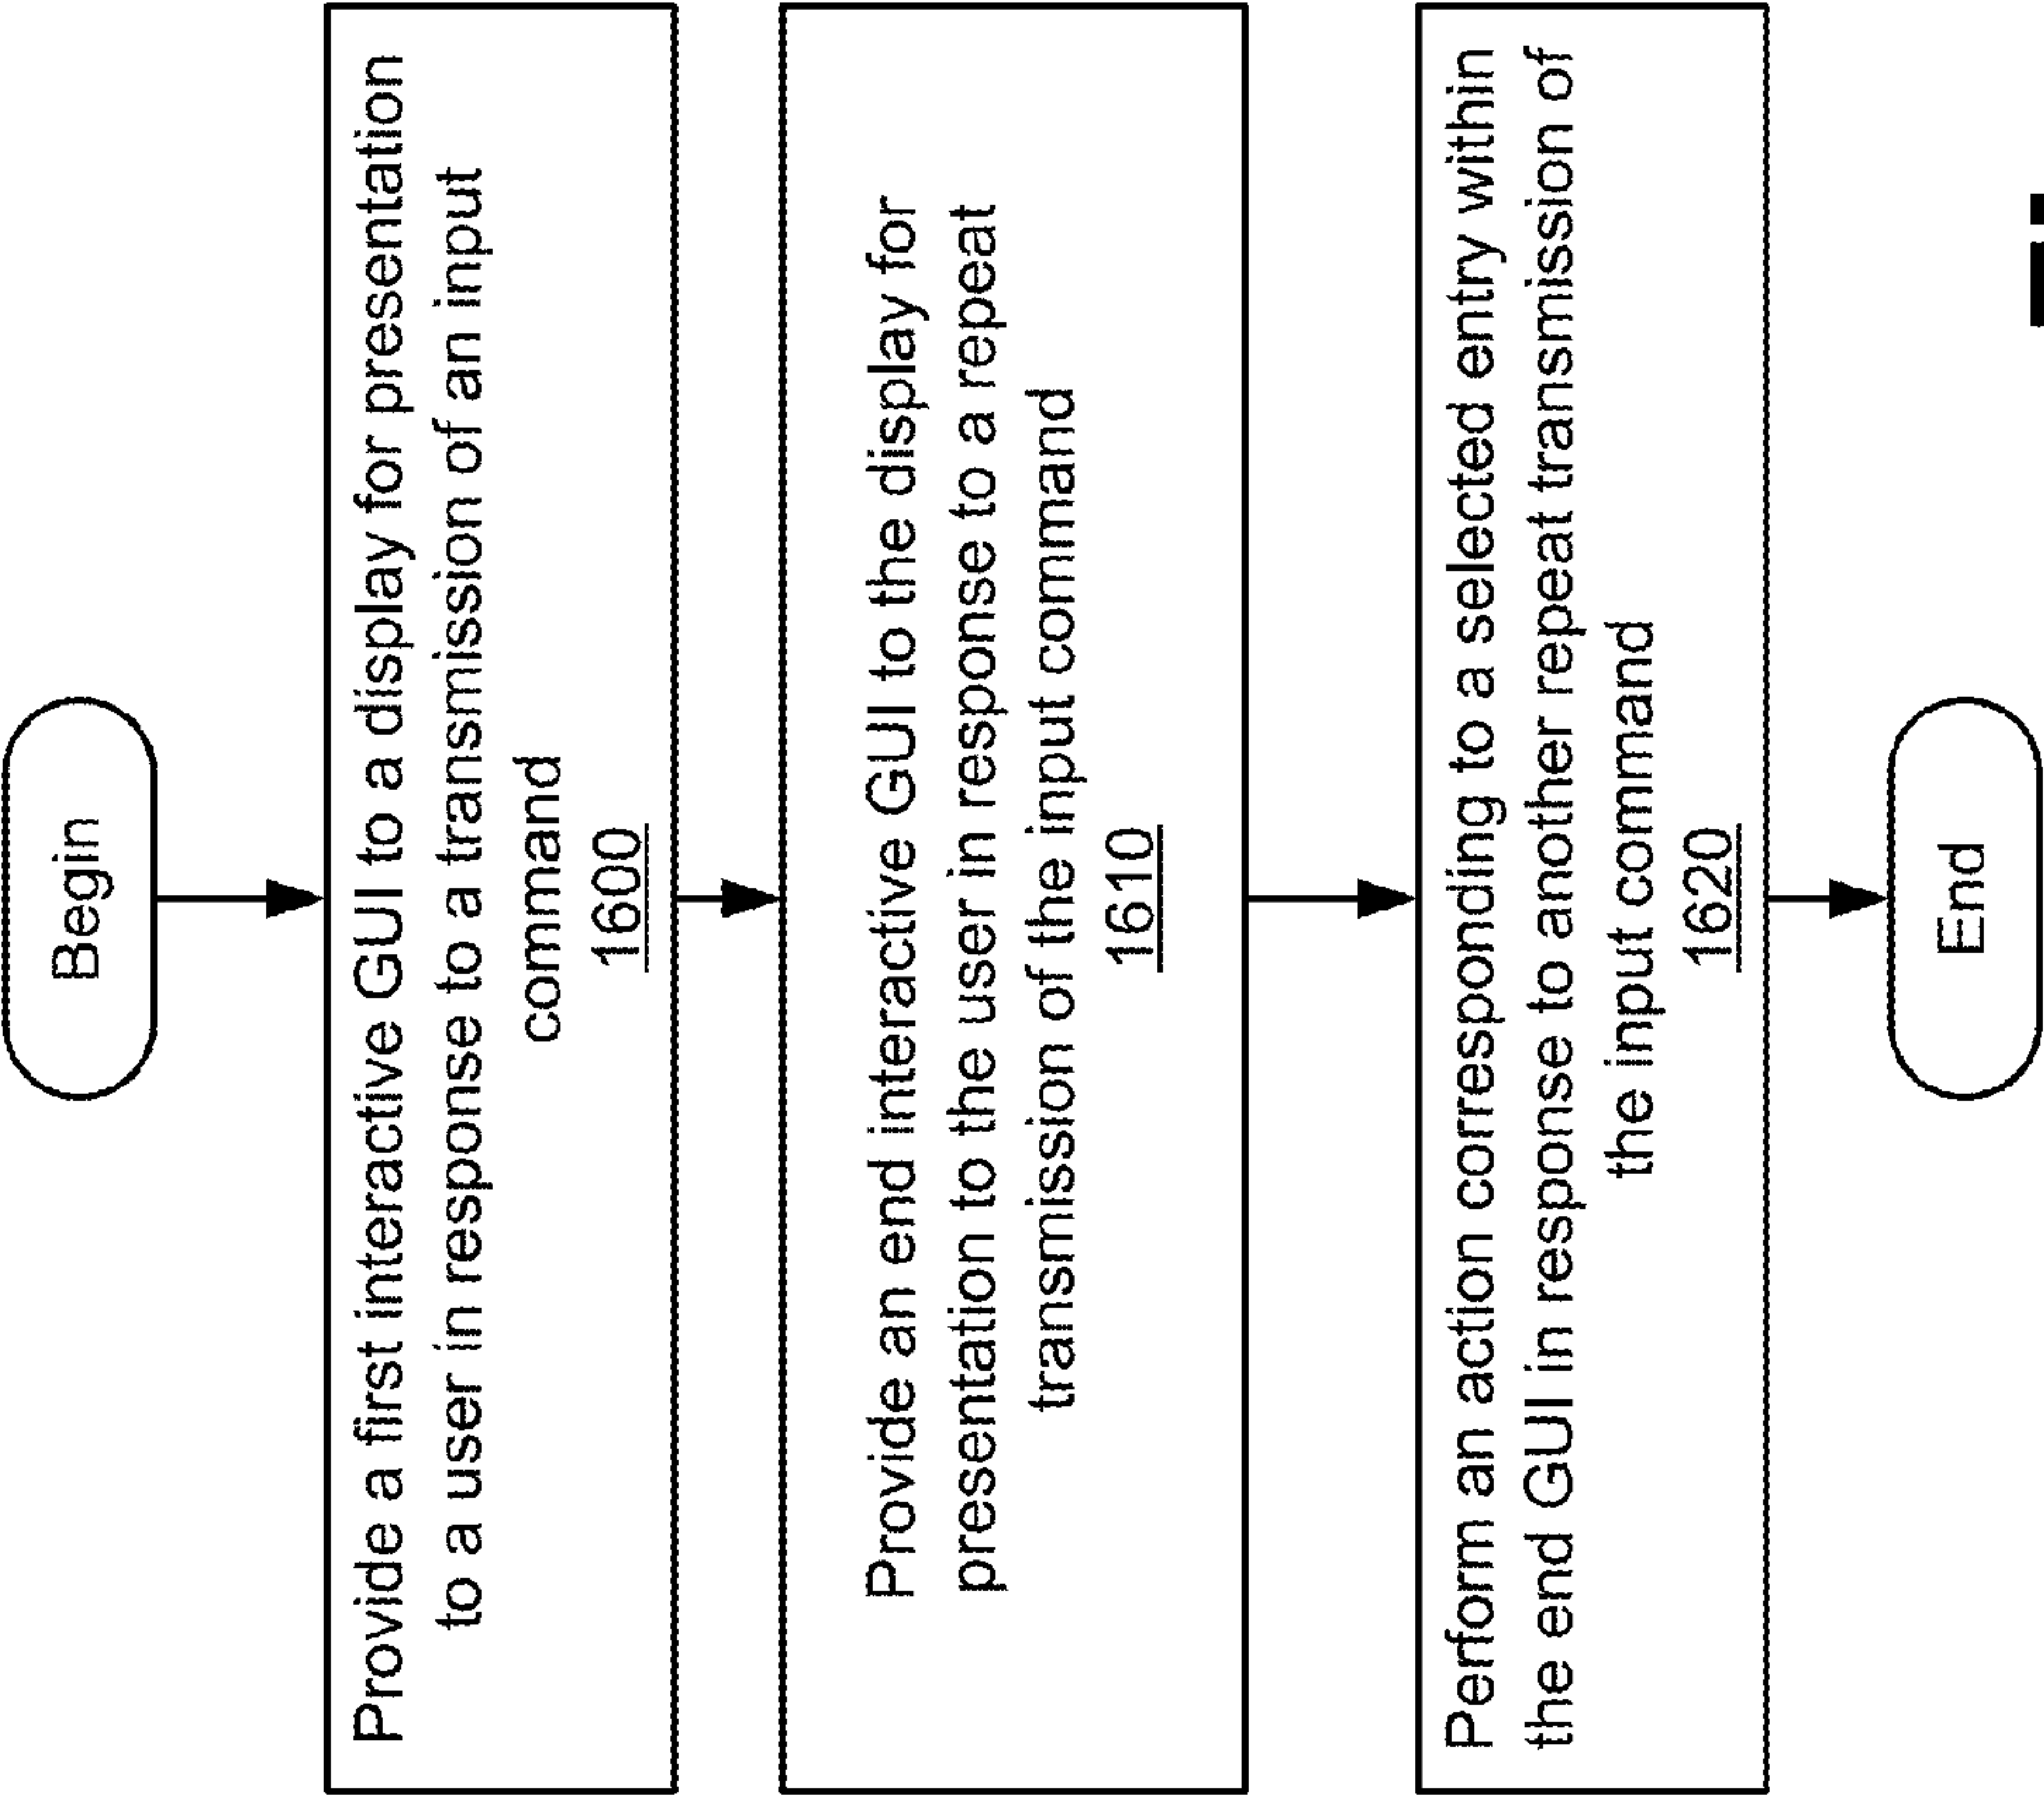 Begin
Provide a first interactive GUI to a display for presentation
to a user in response to a transmission of an input
command
1600
Provide an end interactive GUI to the display for
presentation to the user in response to a repeat
transmission of the input command
1610
Perform an action corresponding to a selected entry within
the end GUI in response to another repeat transmission of
the input command
1620
End